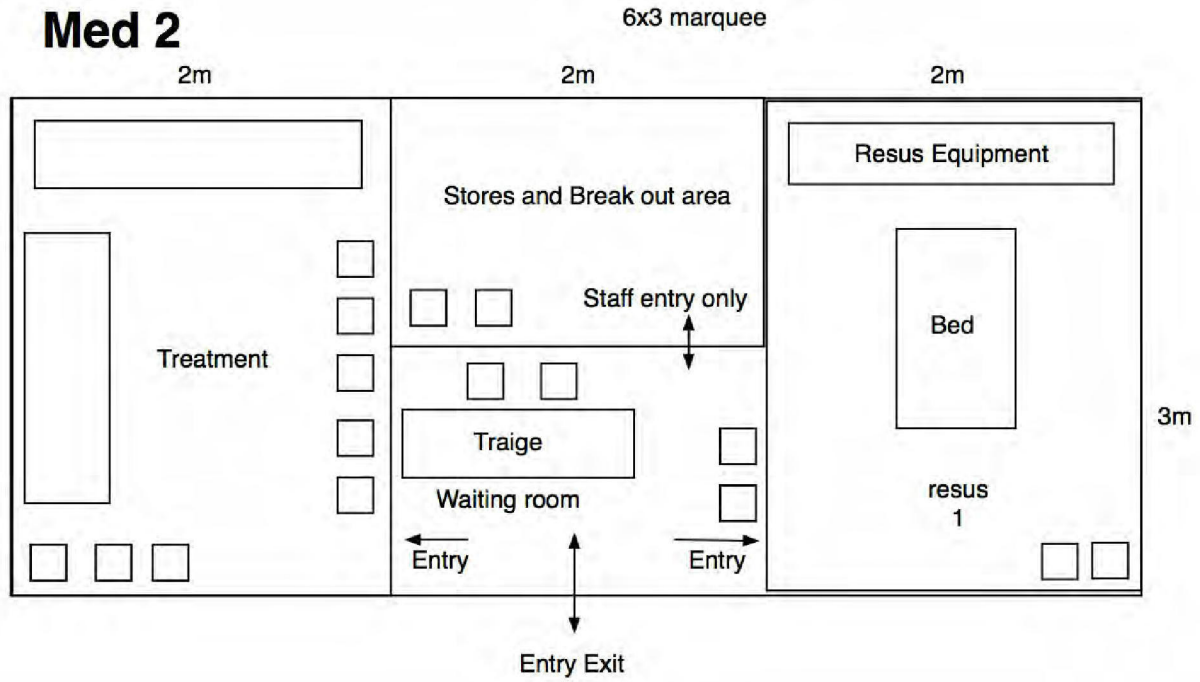 Med 2
6x3 marquee
2m
2m
2m
Stores and Break out area
Resus Equipment
Staff entry only
Bed
Treatment
3m
Traige
Waiting room
resus
1
Entry
Entry
Entry Exit